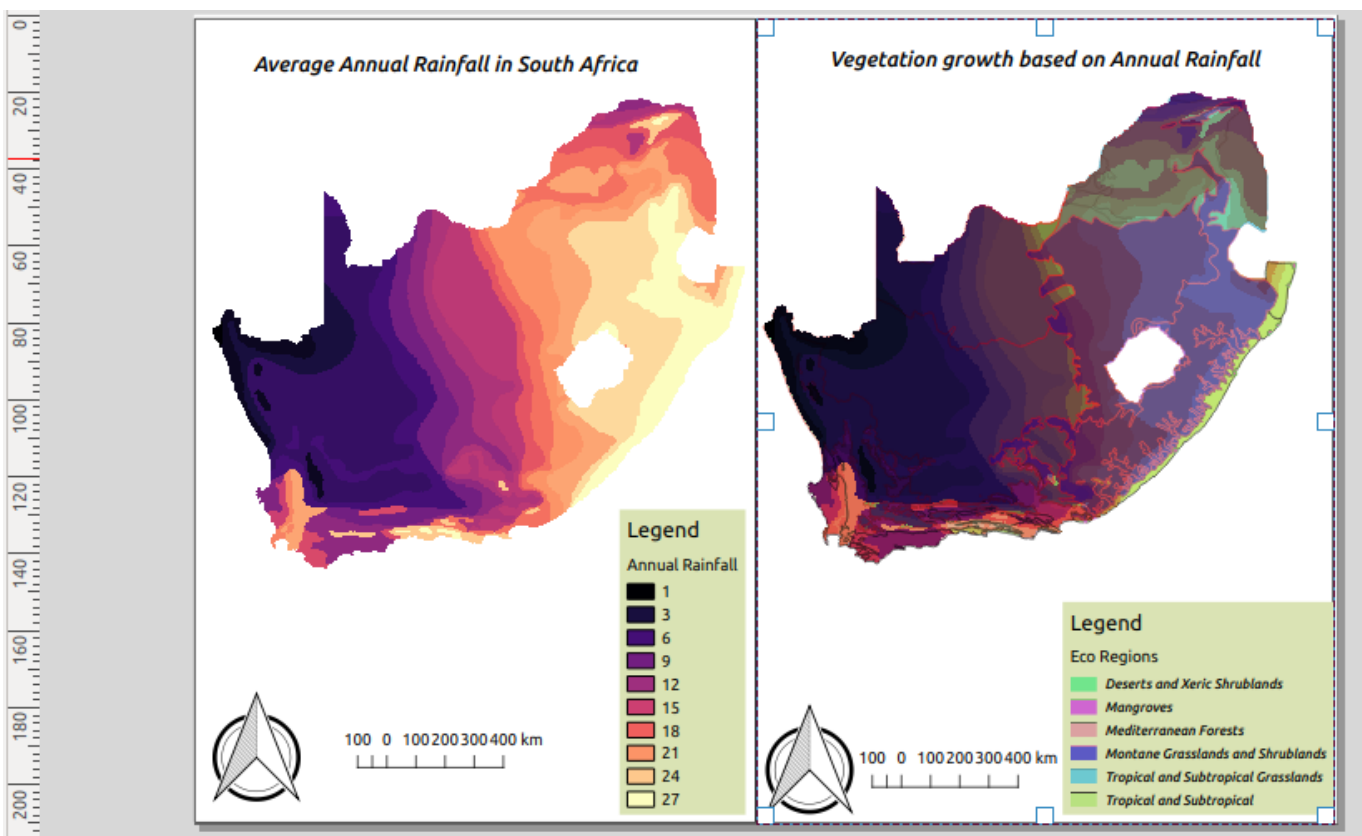 0
20
40
60
80
100
120
140
160
180
200
Average Annual Rainfall in South Africa
Legend
Annual Rainfall
1
3
6
9
12
15
18
21
24
27
100 0 100 200 300 400 km
Vegetation growth based on Annual Rainfall
Legend
Eco Regions
Deserts and Xeric Shrublands
Mangroves
Mediterranean Forests
Montane Grasslands and Shrublands
Tropical and Subtropical Grasslands
Tropical and Subtropical
100 0 100 200 300 400 km